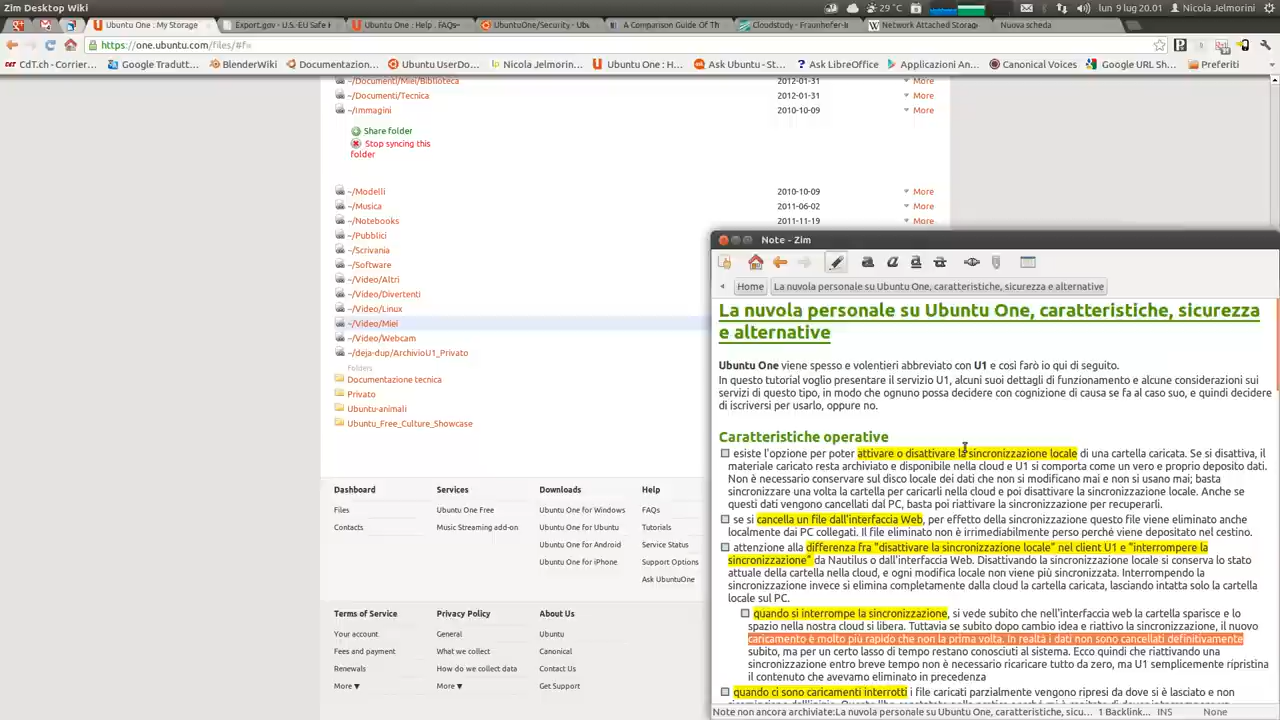 Zim Desktop Wiki
29 °C
lun 9 lug 20.01
Nicola Jelmorini
Ubuntu One : My Storage
Export.gov - U.S.-EU Safe H
Ubuntu One : Help . FAQs
UbuntuOne/Security - Ubu
A Comparison Guide Of Th
Cloudstudy - Fraunhofer-I
Network Attached Storag
Nuova scheda
https://one.ubuntu.com/files/#f=
CdT.ch - Corrier...
Google Traduttore
BlenderWiki
Documentazion...
Ubuntu UserDo...
Nicola Jelmorin...
Ubuntu One : H...
Ask Ubuntu - St...
Ask LibreOffice
Applicazioni An...
Canonical Voices
Google URL Sh...
Preferiti
~/Documenti/Miei/Biblioteca 2012-01-31 More
~/Documenti/Tecnica 2012-01-31 More
~/Immagini 2010-10-09 More
Share folder
Stop syncing this
folder
~/Modelli 2010-10-09 More
~/Musica 2011-06-02 More
~/Notebooks 2011-11-19 More
~/Pubblici
~/Scrivania
~/Software
~/Video/Altri
~/Video/Divertenti
~/Video/Linux
~/Video/Miei
~/Video/Webcam
~/deja-dup/ArchivioU1_Privato
Folders
Documentazione tecnica
Privato
Ubuntu-animali
Ubuntu_Free_Culture_Showcase
Dashboard
Files
Contacts
Services
Ubuntu One Free
Music Streaming add-on
Downloads
Ubuntu One for Windows
Ubuntu One for Ubuntu
Ubuntu One for Android
Ubuntu One for iPhone
Help
FAQs
Tutorials
Service Status
Support Options
Ask UbuntuOne
Terms of Service
Your account
Fees and payment
Renewals
More ▼
Privacy Policy
General
What we collect
How do we collect data
More ▼
About Us
Ubuntu
Canonical
Contact Us
Get Support
Note - Zim
Home
La nuvola personale su Ubuntu One, caratteristiche, sicurezza e alternative
La nuvola personale su Ubuntu One, caratteristiche, sicurezza
e alternative
Ubuntu One viene spesso e volentieri abbreviato con U1 e così farò io qui di seguito.
In questo tutorial voglio presentare il servizio U1, alcuni suoi dettagli di funzionamento e alcune considerazioni sui
servizi di questo tipo, in modo che ognuno possa decidere con cognizione di causa se fa al caso suo, e quindi decidere
di iscriversi per usarlo, oppure no.
Caratteristiche operative
esiste l'opzione per poter attivare o disattivare la sincronizzazione locale di una cartella caricata. Se si disattiva, il
materiale caricato resta archiviato e disponibile nella cloud e U1 si comporta come un vero e proprio deposito dati.
Non è necessario conservare sul disco locale dei dati che non si modificano mai e non si usano mai; basta
sincronizzare una volta la cartella per caricarli nella cloud e poi disattivare la sincronizzazione locale. Anche se
questi dati vengono cancellati dal PC, basta poi riattivare la sincronizzazione per recuperarli.
se si cancella un file dall'interfaccia Web, per effetto della sincronizzazione questo file viene eliminato anche
localmente dai PC collegati. Il file eliminato non è irrimediabilmente perso perché viene depositato nel cestino.
attenzione alla differenza fra "disattivare la sincronizzazione locale" nel client U1 e "interrompere la
sincronizzazione" da Nautilus o dall'interfaccia Web. Disattivando la sincronizzazione locale si conserva lo stato
attuale della cartella nella cloud, e ogni modifica locale non viene più sincronizzata. Interrompendo la
sincronizzazione invece si elimina completamente dalla cloud la cartella caricata, lasciando intatta solo la cartella
locale sul PC.
quando si interrompe la sincronizzazione, si vede subito che nell'interfaccia web la cartella sparisce e lo
spazio nella nostra cloud si libera. Tuttavia se subito dopo cambio idea e riattivo la sincronizzazione, il nuovo
caricamento è molto più rapido che non la prima volta. In realtà i dati non sono cancellati definitivamente
subito, ma per un certo lasso di tempo restano conosciuti al sistema. Ecco quindi che riattivando una
sincronizzazione entro breve tempo non è necessario ricaricare tutto da zero, ma U1 semplicemente ripristina
il contenuto che avevamo eliminato in precedenza
quando ci sono caricamenti interrotti i file caricati parzialmente vengono ripresi da dove si è lasciato e non
Note non ancora archiviate:La nuvola personale su Ubuntu One, caratteristiche, sicu...
1 Backlink...
INS
None